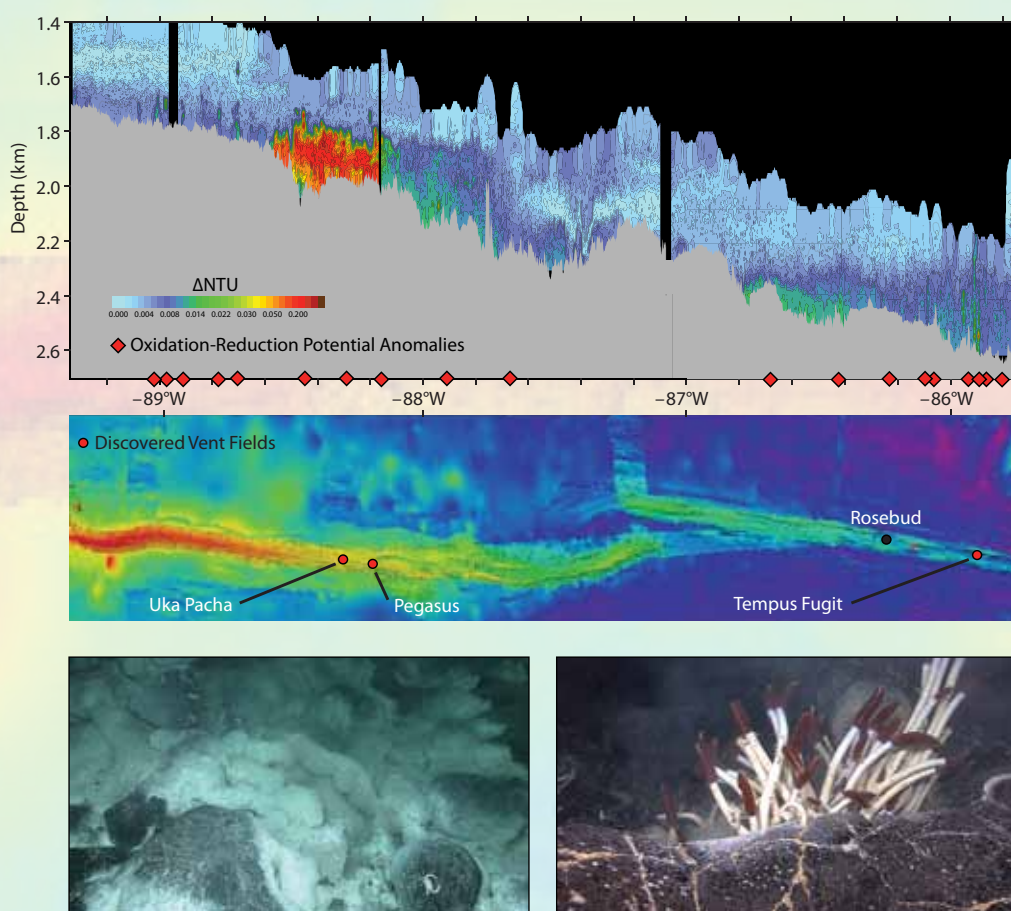 1.4
1.6
1.8
2.0
2.2
2.4
2.6
Depth (km)
ΔNTU
0.000 0.004 0.008 0.014 0.022 0.030 0.050 0.200
Oxidation-Reduction Potential Anomalies
−89°W −88°W −87°W −86°W
Discovered Vent Fields
Rosebud
Uka Pacha
Pegasus
Tempus Fugit